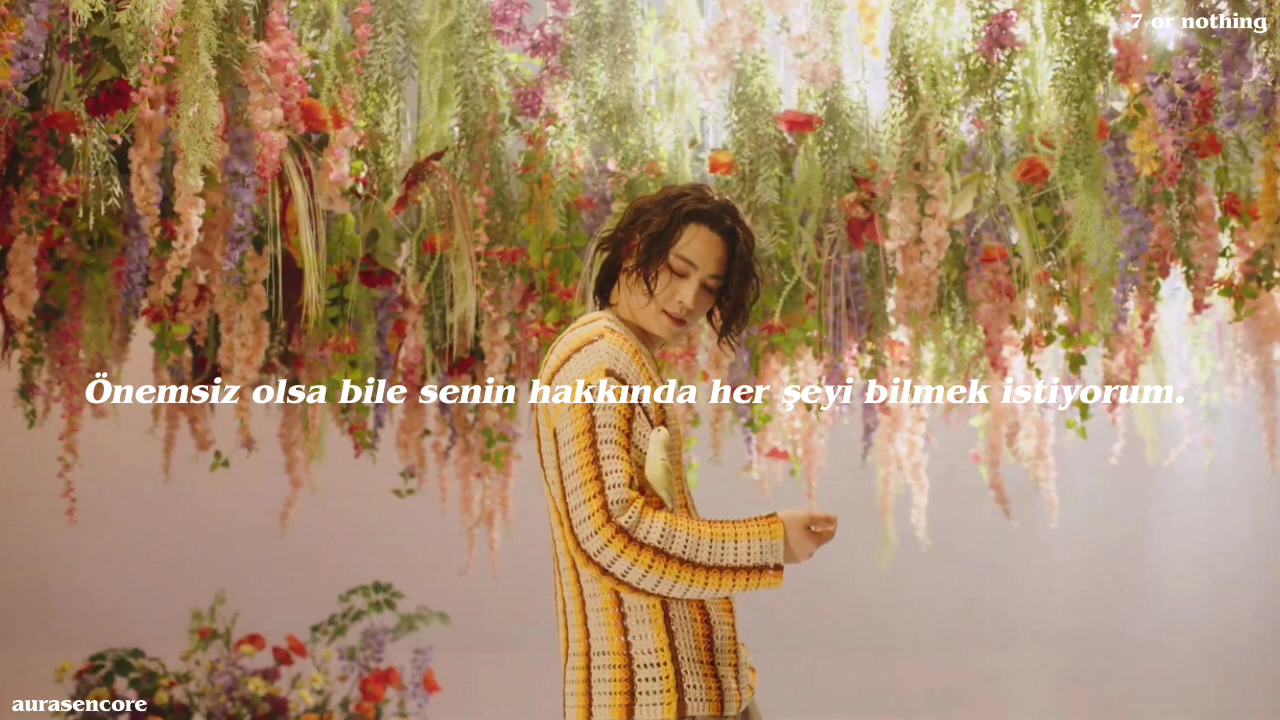 7 or nothing
Önemsiz olsa bile senin hakkında her şeyi bilmek istiyorum.
aurasencore